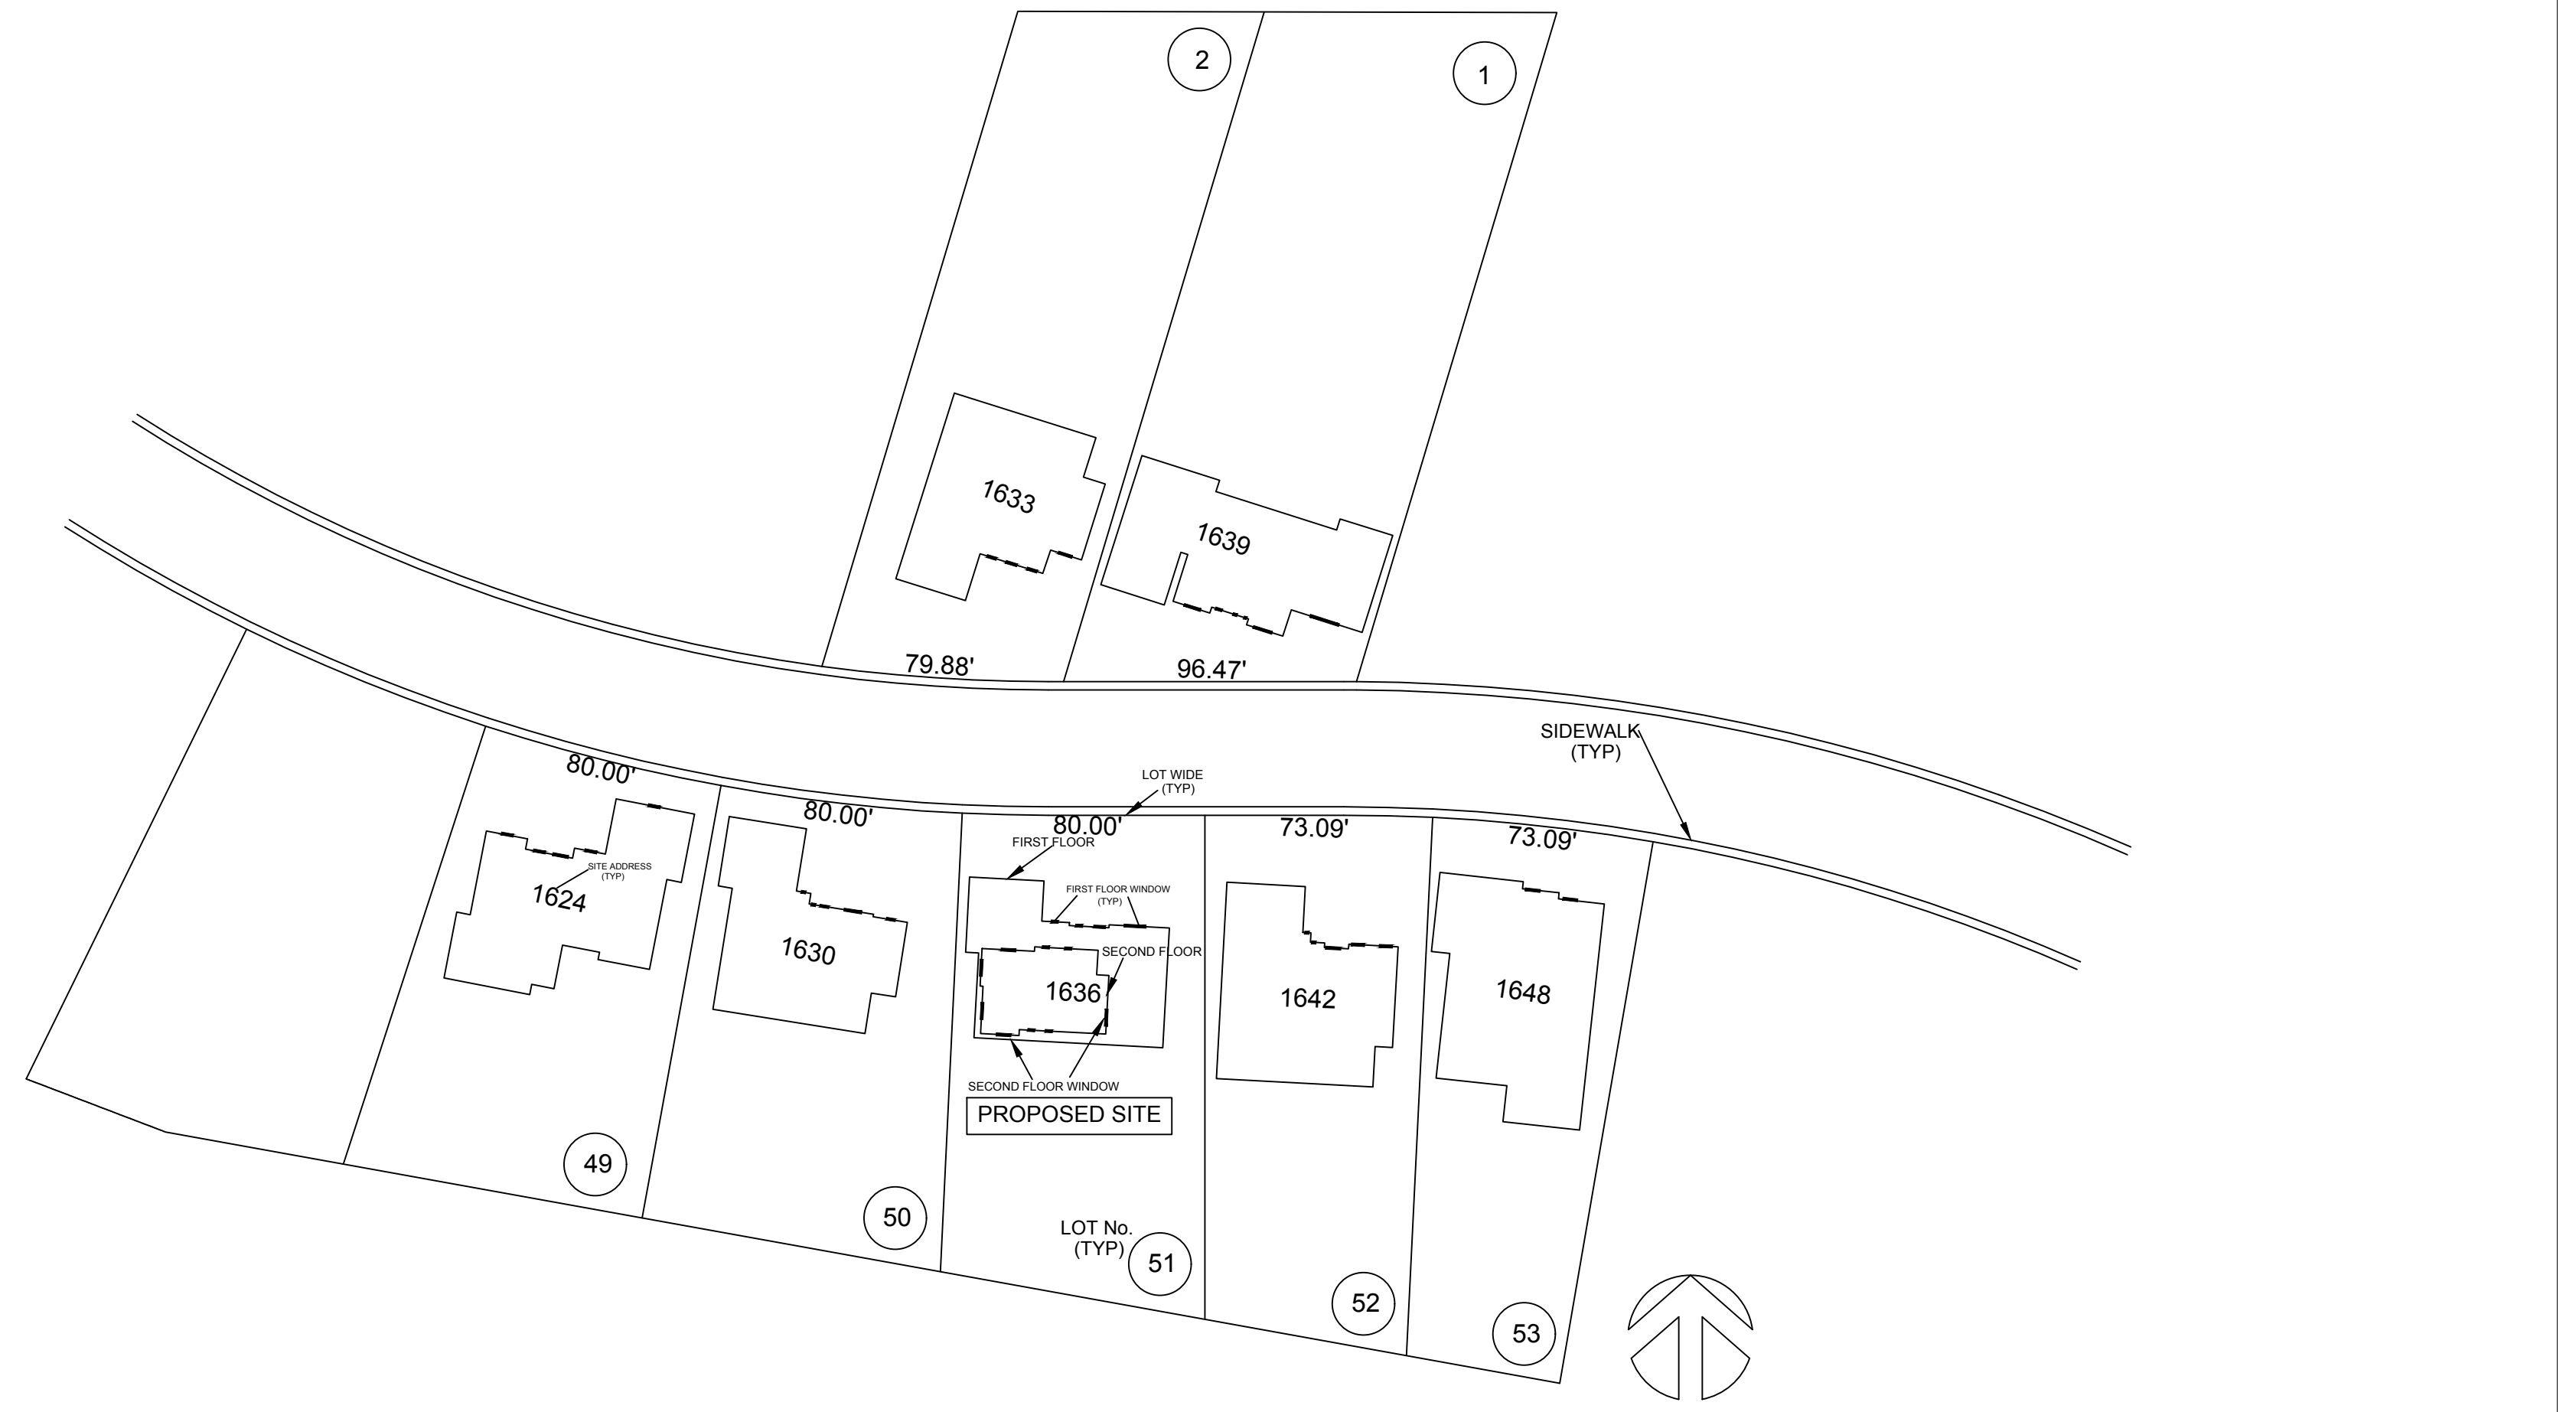 2
1
1633
1639
79.88'
96.47'
SIDEWALK
(TYP)
80.00'
80.00'
LOT WIDE
(TYP)
80.00'
73.09'
73.09'
FIRST FLOOR
SITE ADDRESS
(TYP)
1624
FIRST FLOOR WINDOW
(TYP)
1630
SECOND FLOOR
1636
1642
1648
SECOND FLOOR WINDOW
PROPOSED SITE
49
50
LOT No.
(TYP)
51
52
53